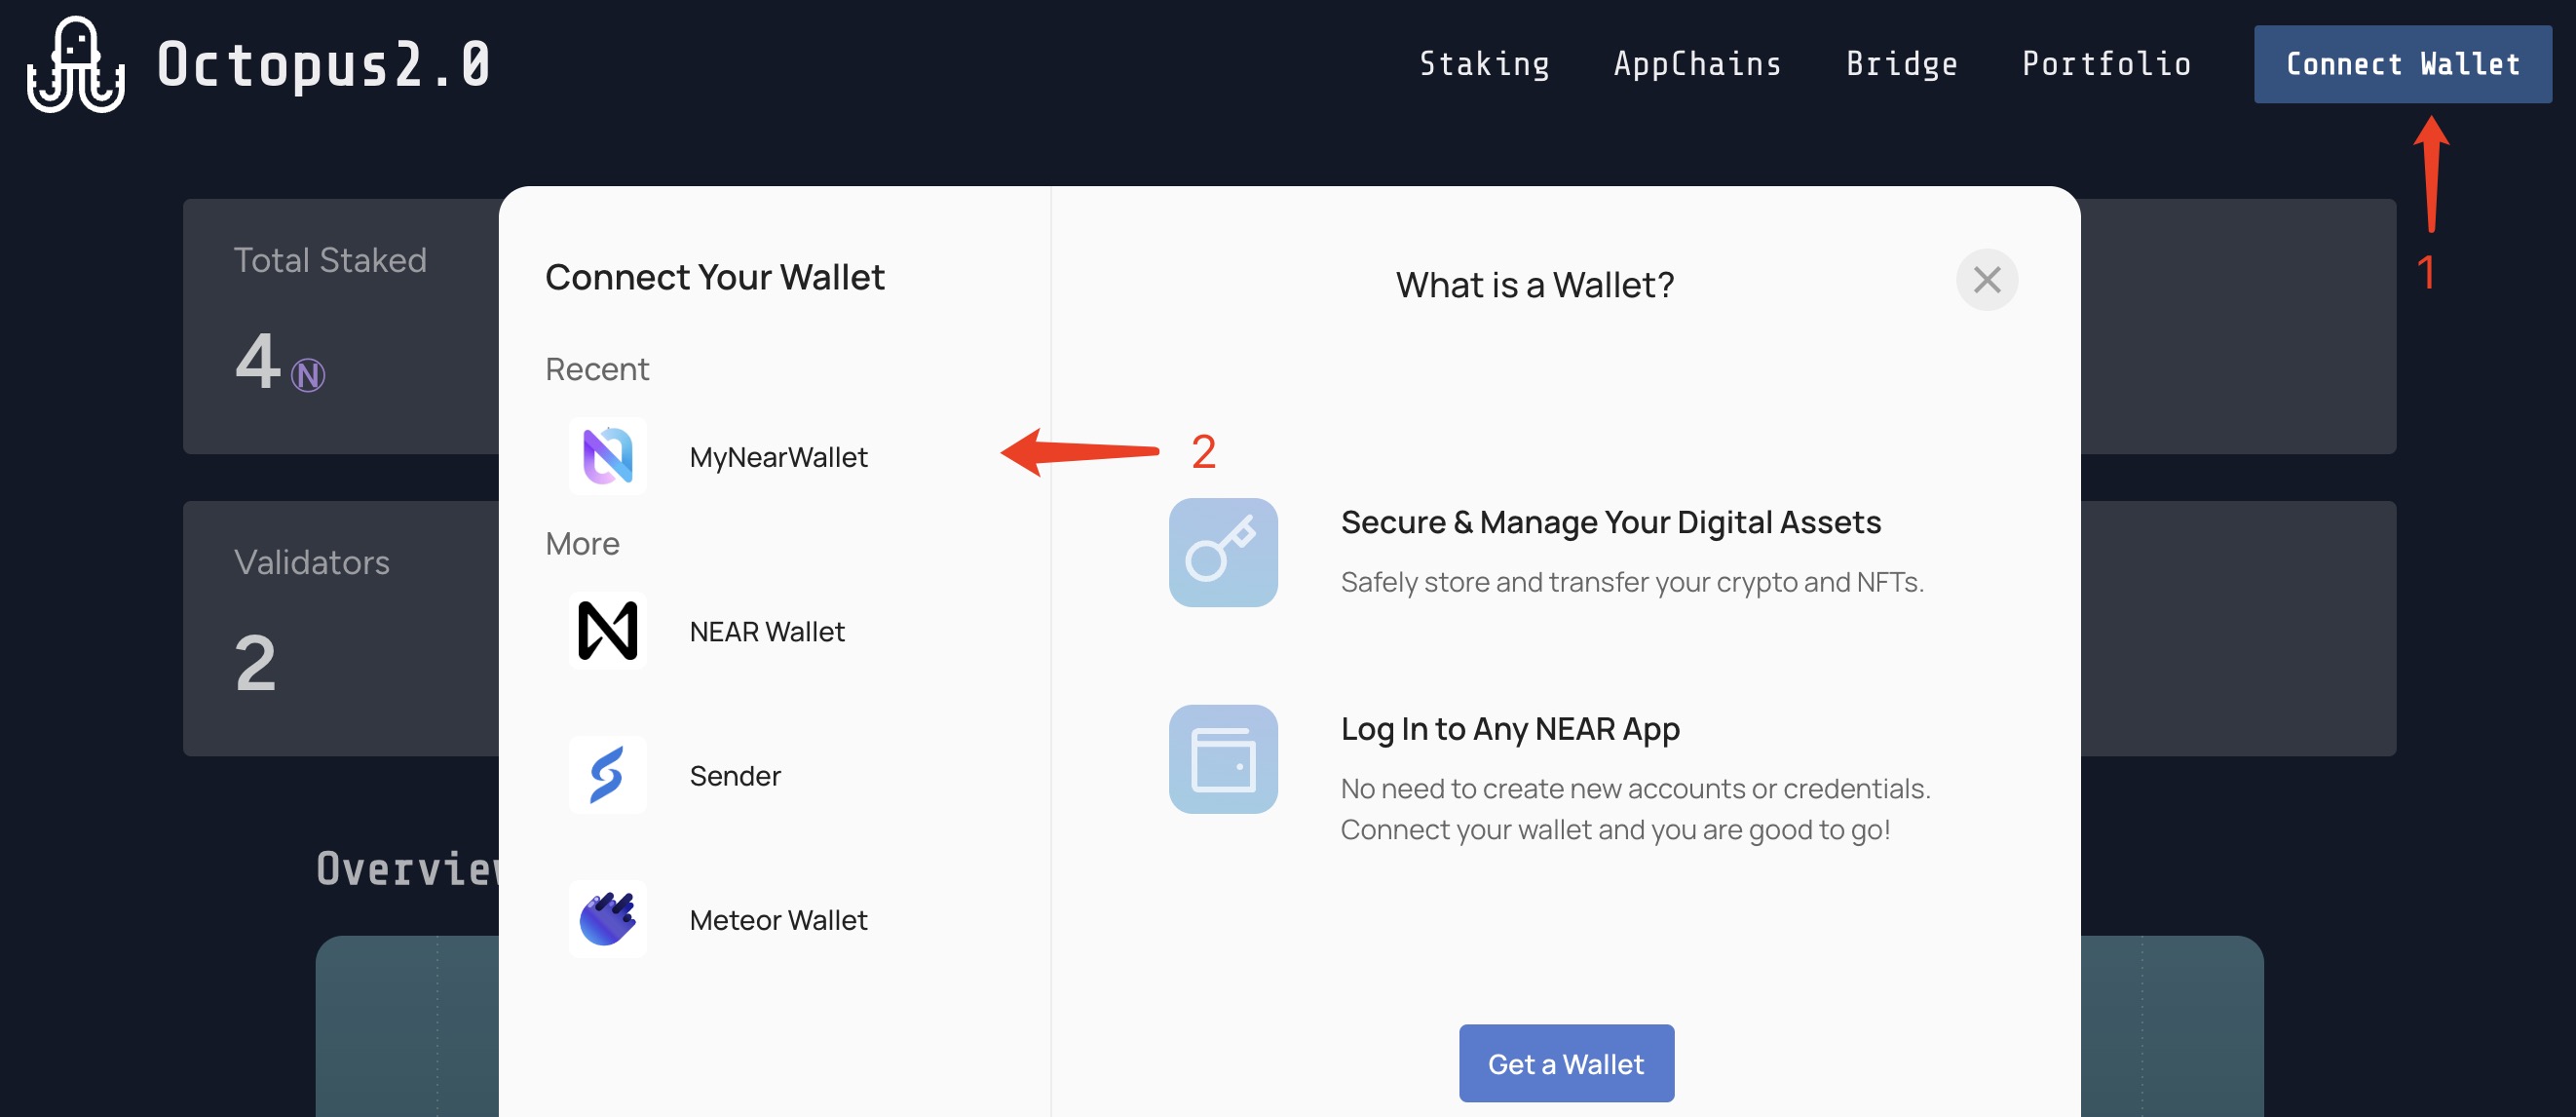 Octopus2.0
Staking
AppChains
Bridge
Portfolio
Connect Wallet
1
Total Staked
4
Validators
2
Connect Your Wallet
Recent
MyNearWallet
2
More
NEAR Wallet
Sender
Meteor Wallet
What is a Wallet?
Secure & Manage Your Digital Assets
Safely store and transfer your crypto and NFTs.
Log In to Any NEAR App
No need to create new accounts or credentials.
Connect your wallet and you are good to go!
Get a Wallet